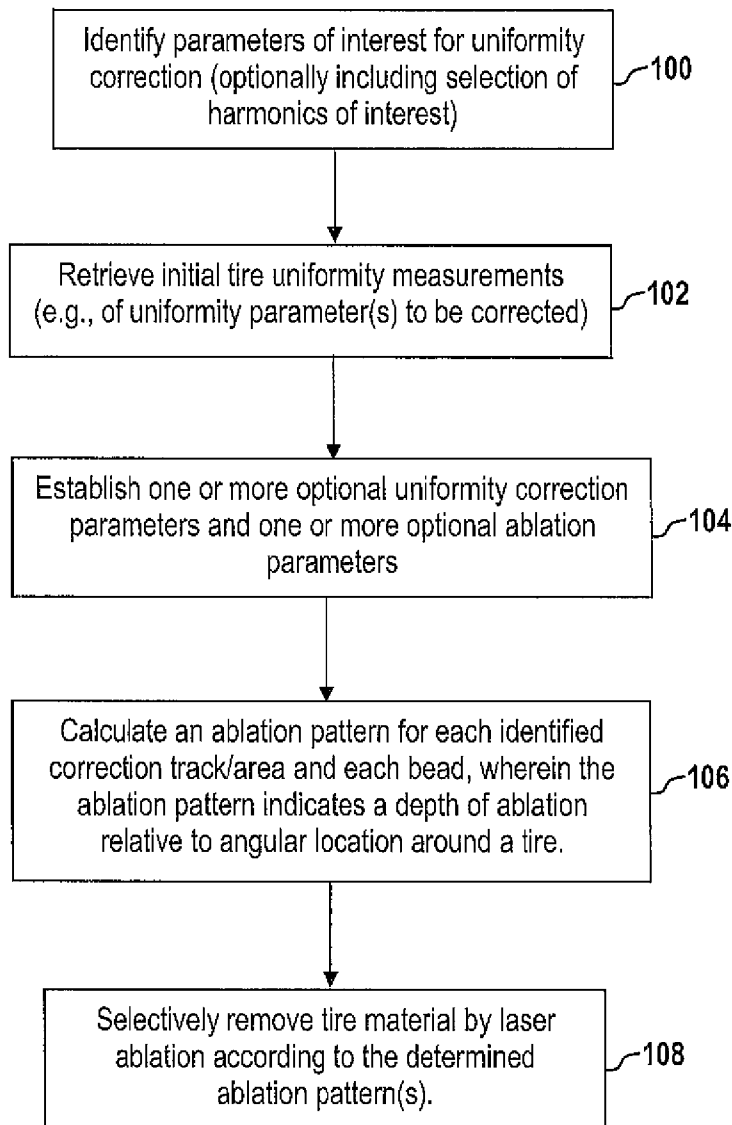 Identify parameters of interest for uniformity
correction (optionally including selection of
harmonics of interest)
100
Retrieve initial tire uniformity measurements
(e.g., of uniformity parameter(s) to be corrected)
102
Establish one or more optional uniformity correction
parameters and one or more optional ablation
parameters
104
Calculate an ablation pattern for each identified
correction track/area and each bead, wherein the
ablation pattern indicates a depth of ablation
relative to angular location around a tire.
106
Selectively remove tire material by laser
ablation according to the determined
ablation pattern(s).
108